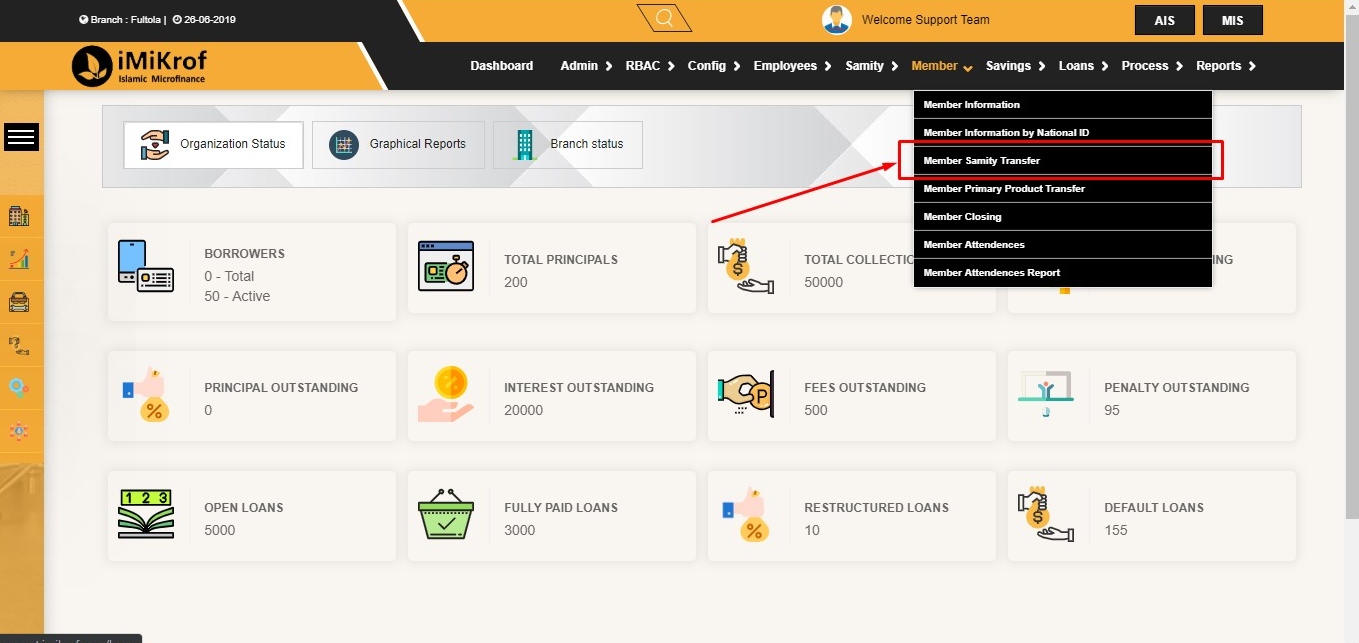 Branch : Fultola | 26-06-2019
Welcome Support Team
AIS
MIS
iMiKrof
Islamic Microfinance
Dashboard Admin RBAC Config Employees Samity Member Savings Loans Process Reports
Member Information
Member Information by National ID
Member Samity Transfer
Member Primary Product Transfer
Member Closing
Member Attendences
Member Attendences Report
Organization Status
Graphical Reports
Branch status
BORROWERS
0 - Total
50 - Active
TOTAL PRINCIPALS
200
TOTAL COLLECTIO
50000
PRINCIPAL OUTSTANDING
0
INTEREST OUTSTANDING
20000
FEES OUTSTANDING
500
P
PENALTY OUTSTANDING
95
1 2 3
OPEN LOANS
5000
FULLY PAID LOANS
3000
RESTRUCTURED LOANS
10
DEFAULT LOANS
155